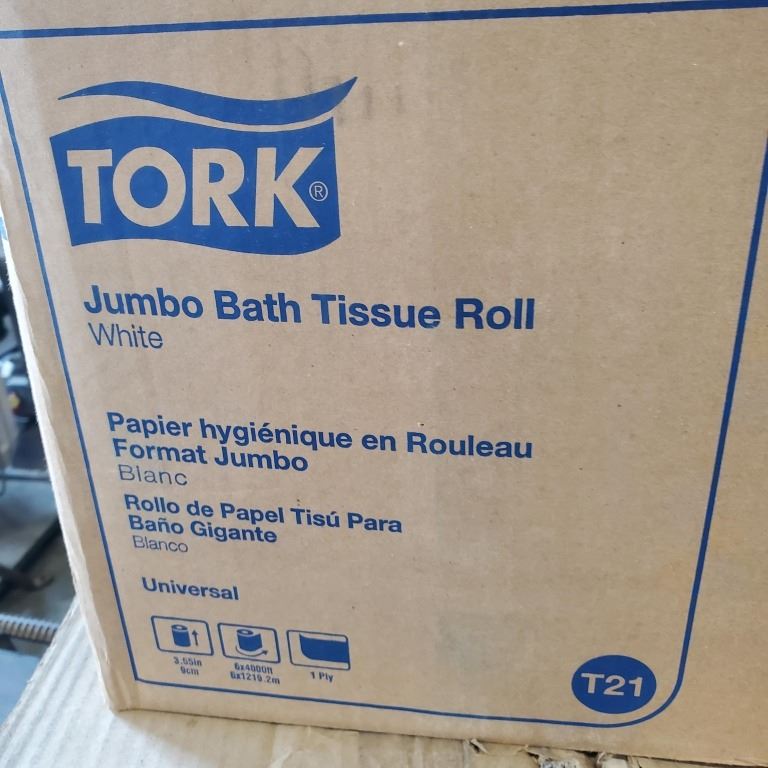 TORK®
Jumbo Bath Tissue Roll
White
Papier hygiénique en Rouleau
Format Jumbo
Blanc
Rollo de Papel Tisú Para
Baño Gigante
Blanco
Universal
3.55in
9cm
6x4000ft
6x1219.2m
1 Ply
T21